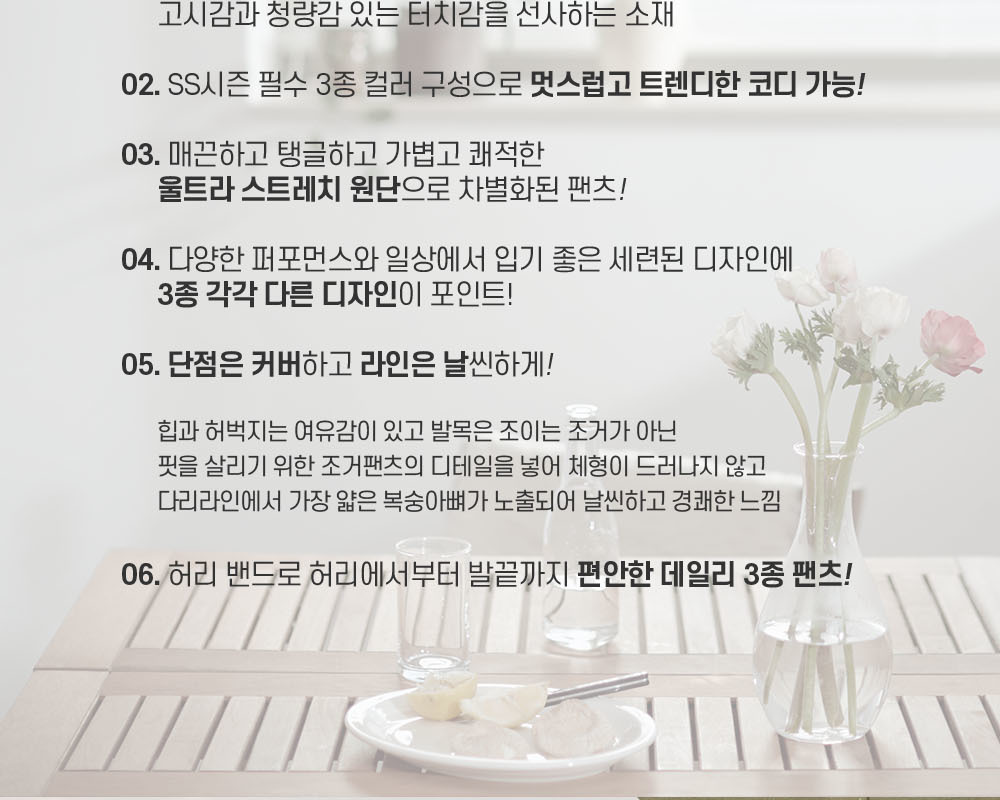 고시감과 청량감 있는 터치감을 선사하는 소재
02. SS시즌 필수 3종 컬러 구성으로 멋스럽고 트렌디한 코디 가능!
03. 매끈하고 탱글하고 가볍고 쾌적한
울트라 스트레치 원단으로 차별화된 팬츠!
04. 다양한 퍼포먼스와 일상에서 입기 좋은 세련된 디자인에
3종 각각 다른 디자인이 포인트!
05. 단점은 커버하고 라인은 날씬하게!
힙과 허벅지는 여유감이 있고 발목은 조이는 조거가 아닌
핏을 살리기 위한 조거팬츠의 디테일을 넣어 체형이 드러나지 않고
다리라인에서 가장 얇은 복숭아뼈가 노출되어 날씬하고 경쾌한 느낌
06. 허리 밴드로 허리에서부터 발끝까지 편안한 데일리 3종 팬츠!